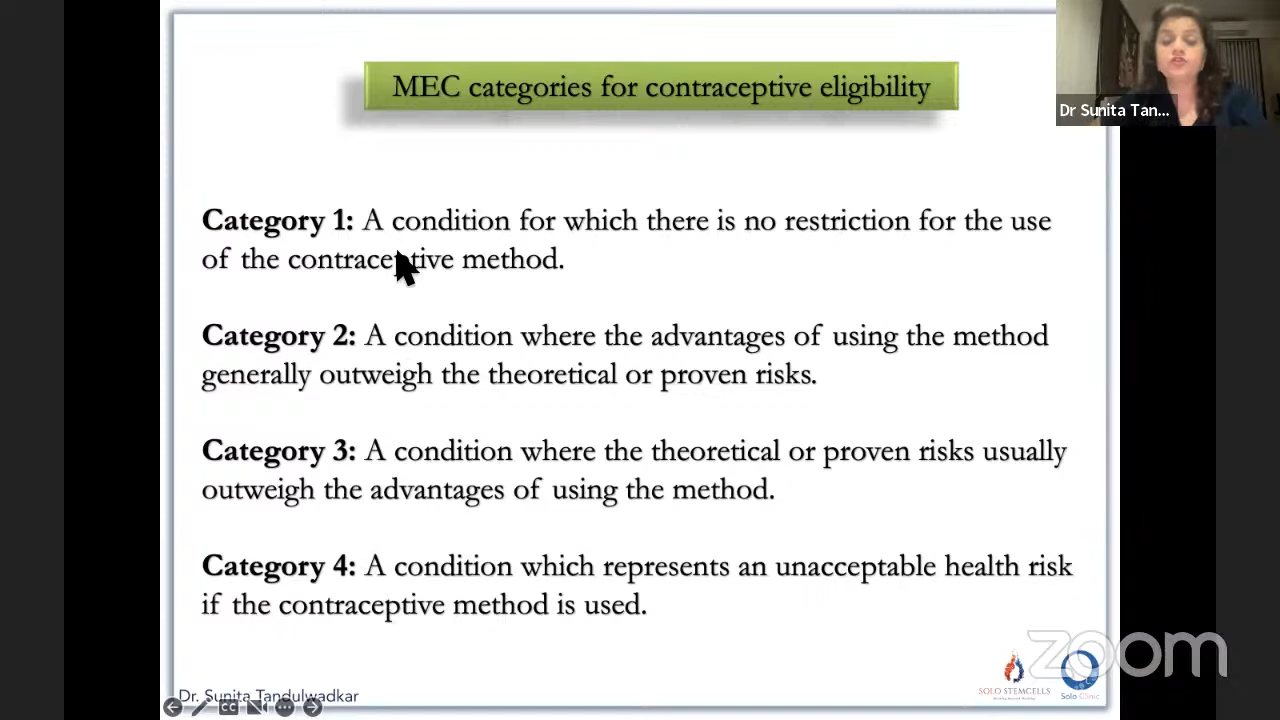 MEC categories for contraceptive eligibility
Dr Sunita Tan...
Category 1: A condition for which there is no restriction for the use
of the contraceptive method.
Category 2: A condition where the advantages of using the method
generally outweigh the theoretical or proven risks.
Category 3: A condition where the theoretical or proven risks usually
outweigh the advantages of using the method.
Category 4: A condition which represents an unacceptable health risk
if the contraceptive method is used.
zoom
SOLO STEMCELLS
Solo Clinic
Dr. Sunita Tandulwadkar
CC